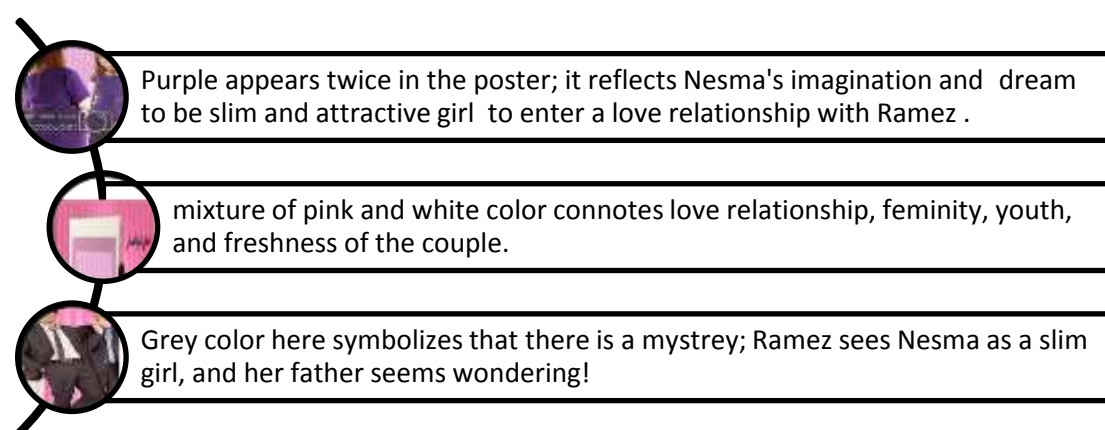 Purple appears twice in the poster; it reflects Nesma's imagination and dream
to be slim and attractive girl to enter a love relationship with Ramez .
mixture of pink and white color connotes love relationship, feminity, youth,
and freshness of the couple.
Grey color here symbolizes that there is a mystrey; Ramez sees Nesma as a slim
girl, and her father seems wondering!